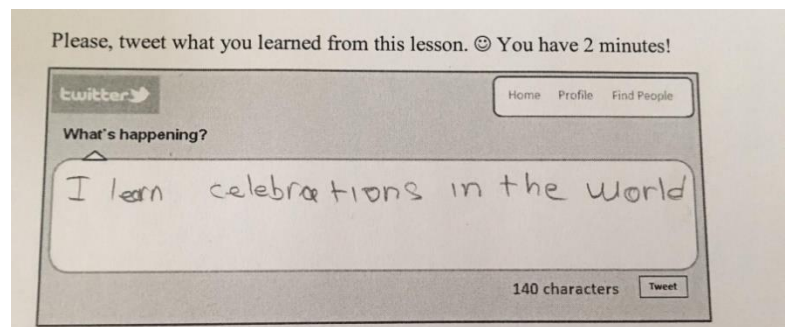 Please, tweet what you learned from this lesson. ☺ You have 2 minutes!
twitter
Home Profile Find People
What's happening?
I learn celebrations in the world
140 characters Tweet